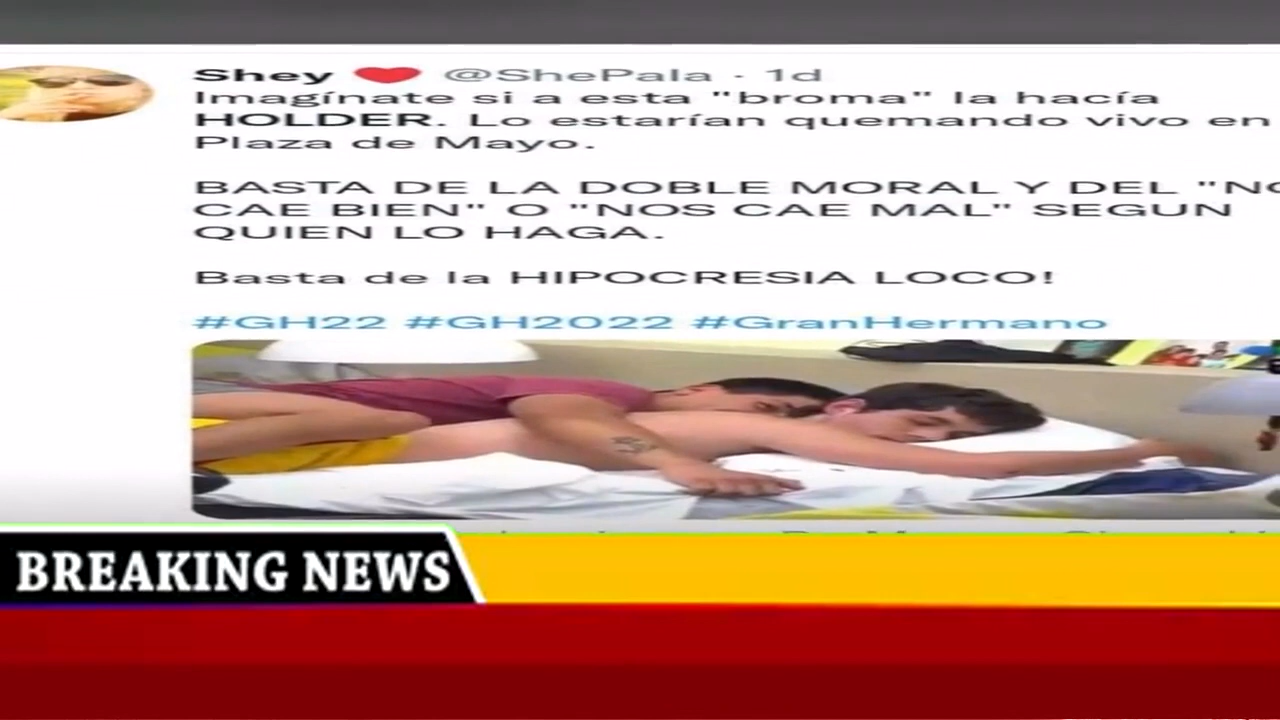 Shey ❤️ @ShePala · 1d
Imagínate si a esta "broma" la hacía
HOLDER. Lo estarían quemando vivo en
Plaza de Mayo.
BASTA DE LA DOBLE MORAL Y DEL "NO
CAE BIEN" O "NOS CAE MAL" SEGUN
QUIEN LO HAGA.
Basta de la HIPOCRESIA LOCO!
#GH22 #GH2022 #GranHermano
BREAKING NEWS